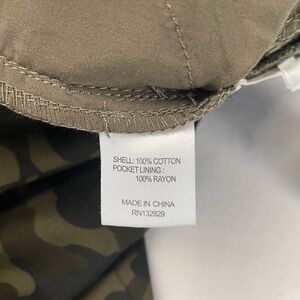 SHELL: 100% COTTON
POCKET LINING :
100% RAYON
MADE IN CHINA
RN132829